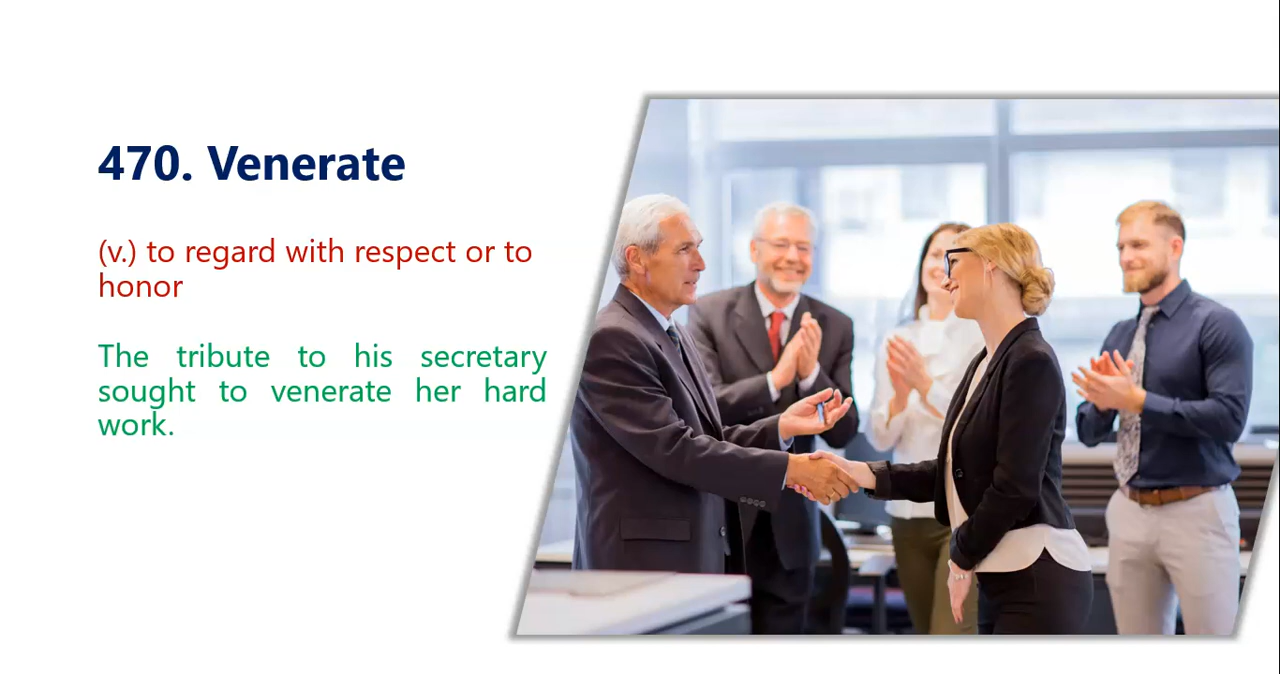 470. Venerate
(v.) to regard with respect or to
honor
The tribute to his secretary
sought to venerate her hard
work.